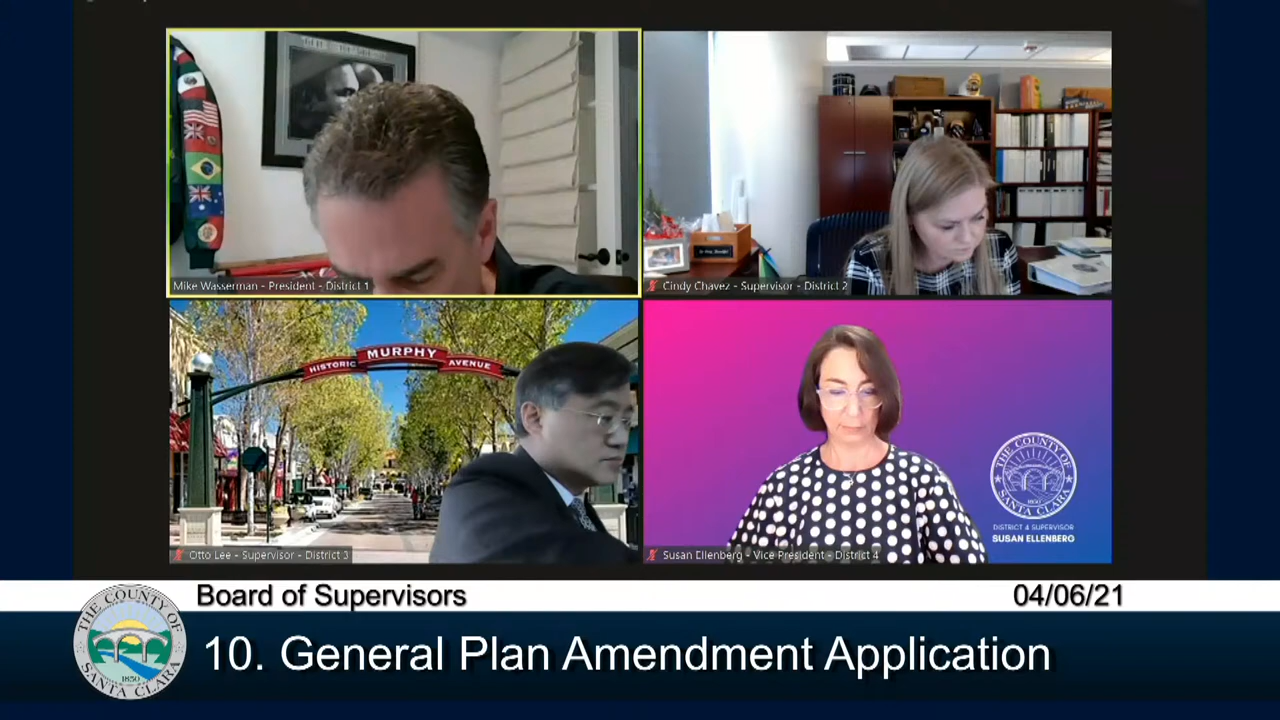 Mike Wasserman - President - District 1
Cindy Chavez - Supervisor - District 2
HISTORIC MURPHY AVENUE
Otto Lee - Supervisor - District 3
THE COUNTY OF
SANTA CLARA
1850
DISTRICT 4 SUPERVISOR
SUSAN ELLENBERG
Susan Ellenberg - Vice President - District 4
Board of Supervisors
04/06/21
THE COUNTY OF
SANTA CLARA
1850
10. General Plan Amendment Application